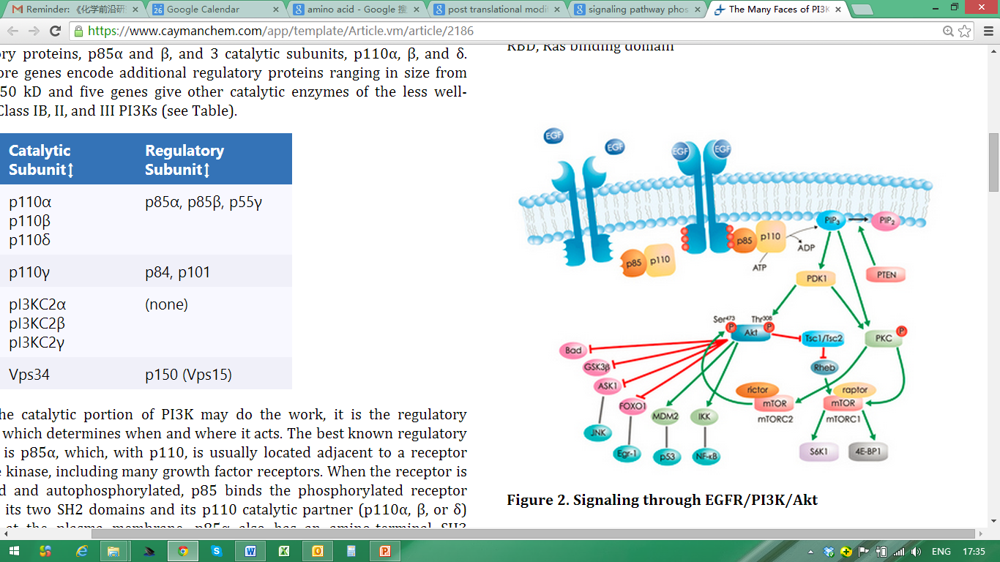 Reminder: 《化学前沿研
26 Google Calendar
amino acid - Google 搜
post translational modi
signaling pathway phos
The Many Faces of PI3K
https://www.caymanchem.com/app/template/Article.vm/article/2186
ory proteins, p85α and β, and 3 catalytic subunits, p110α, β, and δ.
ore genes encode additional regulatory proteins ranging in size from
50 kD and five genes give other catalytic enzymes of the less well-
Class IB, II, and III PI3Ks (see Table).
Catalytic Subunit↕ Regulatory Subunit↕
p110α p85α, p85β, p55γ
p110β
p110δ
p110γ p84, p101
pI3KC2α (none)
pI3KC2β
pI3KC2γ
Vps34 p150 (Vps15)
he catalytic portion of PI3K may do the work, it is the regulatory
which determines when and where it acts. The best known regulatory
is p85α, which, with p110, is usually located adjacent to a receptor
e kinase, including many growth factor receptors. When the receptor is
d and autophosphorylated, p85 binds the phosphorylated receptor
its two SH2 domains and its p110 catalytic partner (p110α, β, or δ)
at the plasma membrane. p85α also has an amino-terminal SH3
RBD, Ras binding domain
EGF
EGF
EGF
EGF
PIP3
PIP2
p85
p110
p85
p110
ADP
ATP
PDK1
PTEN
Ser473
Thr308
P
P
Akt
Tsc1/Tsc2
PKC
P
Bad
GSK3β
ASK1
Rheb
FOXO1
rictor
raptor
mTOR
mTOR
MDM2
IKK
mTORC2
mTORC1
JNK
Egr-1
p53
NF-κB
S6K1
4E-BP1
Figure 2. Signaling through EGFR/PI3K/Akt
ENG
17:35